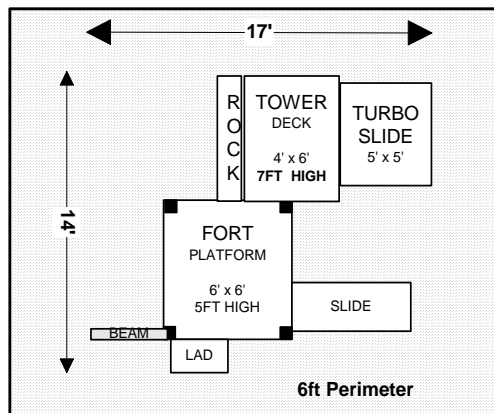 17'
14'
ROCK
TOWER
DECK
4' x 6'
7FT HIGH
TURBO
SLIDE
5' x 5'
FORT
PLATFORM
6' x 6'
5FT HIGH
SLIDE
BEAM
LAD
6ft Perimeter